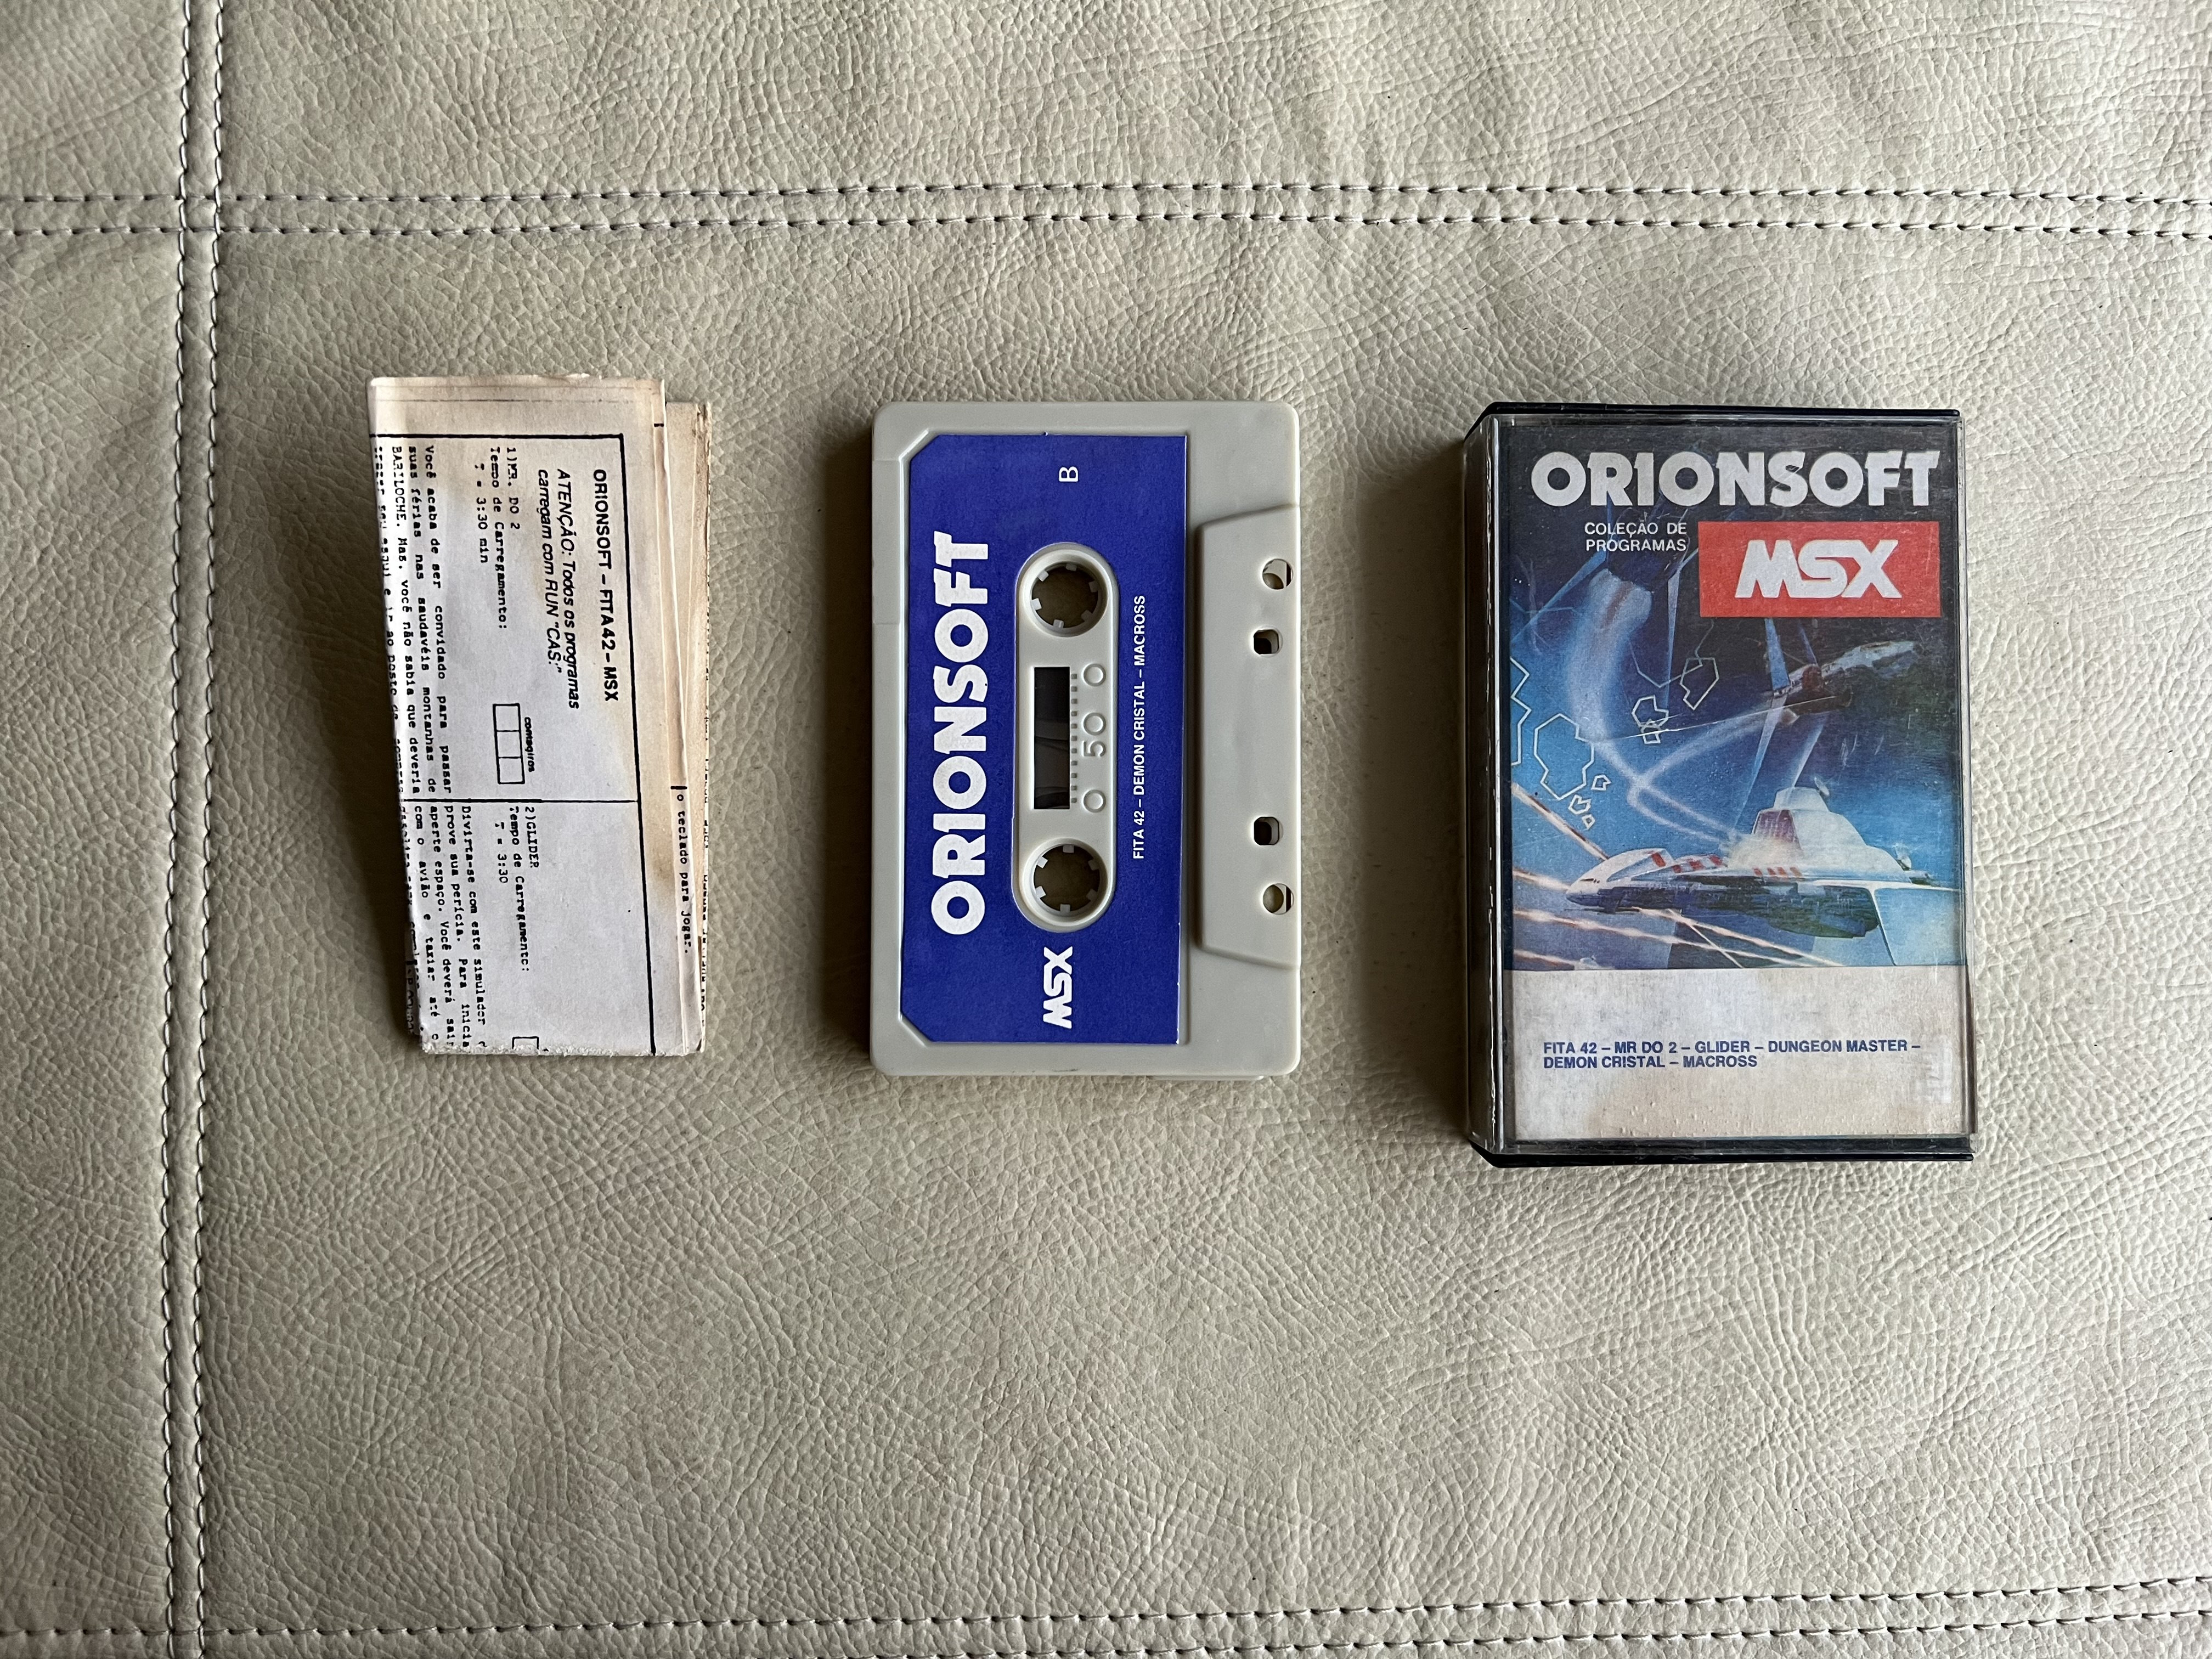 ORIONSOFT – FITA 42 – MSX
ATENÇÃO: Todos os programas
carregam com RUN "CAS:"
1)MR. DO 2
Tempo de Carregamento:
T = 3:30 min
contagiros
Você acaba de ser convidado para passar
suas férias nas saudavéis montanhas de
BARILOCHE. Mas, você não sabia que deveria
2)GLIDER
Tempo de Carregamento:
T = 3:30
Divirta-se com este simulador
prove sua perícia. Para
aperte espaço. Você deverá
com o avião e taxiar até o
o teclado para jogar.
B
ORIONSOFT
MSX
50
FITA 42 – DEMON CRISTAL – MACROSS
ORIONSOFT
COLEÇÃO DE
PROGRAMAS
MSX
FITA 42 – MR DO 2 – GLIDER – DUNGEON MASTER –
DEMON CRISTAL – MACROSS